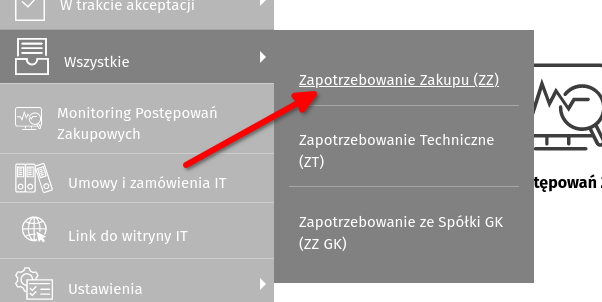 W trakcie akceptacji
Wszystkie
Monitoring Postępowań
Zakupowych
Umowy i zamówienia IT
Link do witryny IT
Ustawienia
Zapotrzebowanie Zakupu (ZZ)
Zapotrzebowanie Techniczne
(ZT)
Zapotrzebowanie ze Spółki GK
(ZZ GK)
tępowań